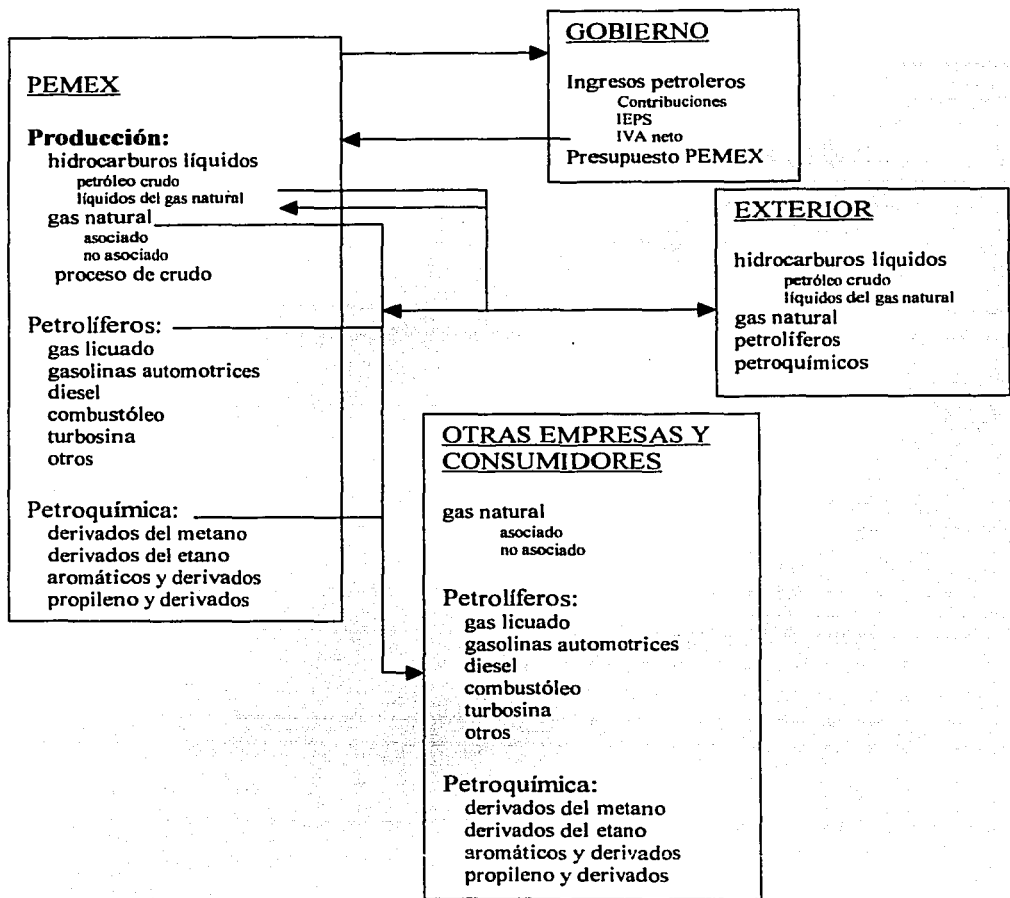 PEMEX
Producción:
hidrocarburos líquidos
petróleo crudo
líquidos del gas natural
gas natural
asociado
no asociado
proceso de crudo
Petrolíferos:
gas licuado
gasolinas automotrices
diesel
combustóleo
turbosina
otros
Petroquímica:
derivados del metano
derivados del etano
aromáticos y derivados
propileno y derivados
GOBIERNO
Ingresos petroleros
Contribuciones
IEPS
IVA neto
Presupuesto PEMEX
EXTERIOR
hidrocarburos líquidos
petróleo crudo
líquidos del gas natural
gas natural
petrolíferos
petroquímicos
OTRAS EMPRESAS Y
CONSUMIDORES
gas natural
asociado
no asociado
Petrolíferos:
gas licuado
gasolinas automotrices
diesel
combustóleo
turbosina
otros
Petroquímica:
derivados del metano
derivados del etano
aromáticos y derivados
propileno y derivados